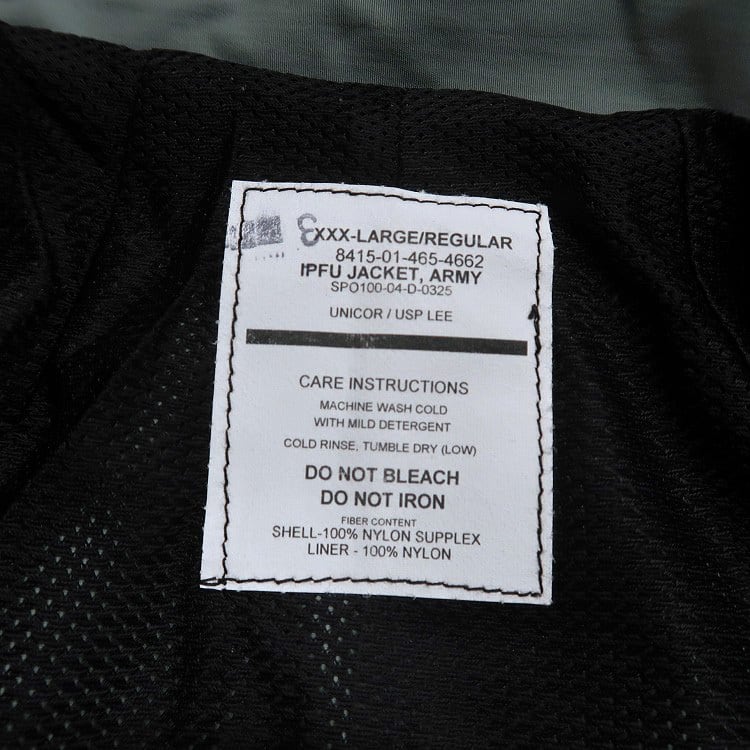 XXX-LARGE/REGULAR
8415-01-465-4662
IPFU JACKET, ARMY
SPO100-04-D-0325
UNICOR / USP LEE
CARE INSTRUCTIONS
MACHINE WASH COLD
WITH MILD DETERGENT
COLD RINSE, TUMBLE DRY (LOW)
DO NOT BLEACH
DO NOT IRON
FIBER CONTENT
SHELL-100% NYLON SUPPLEX
LINER - 100% NYLON